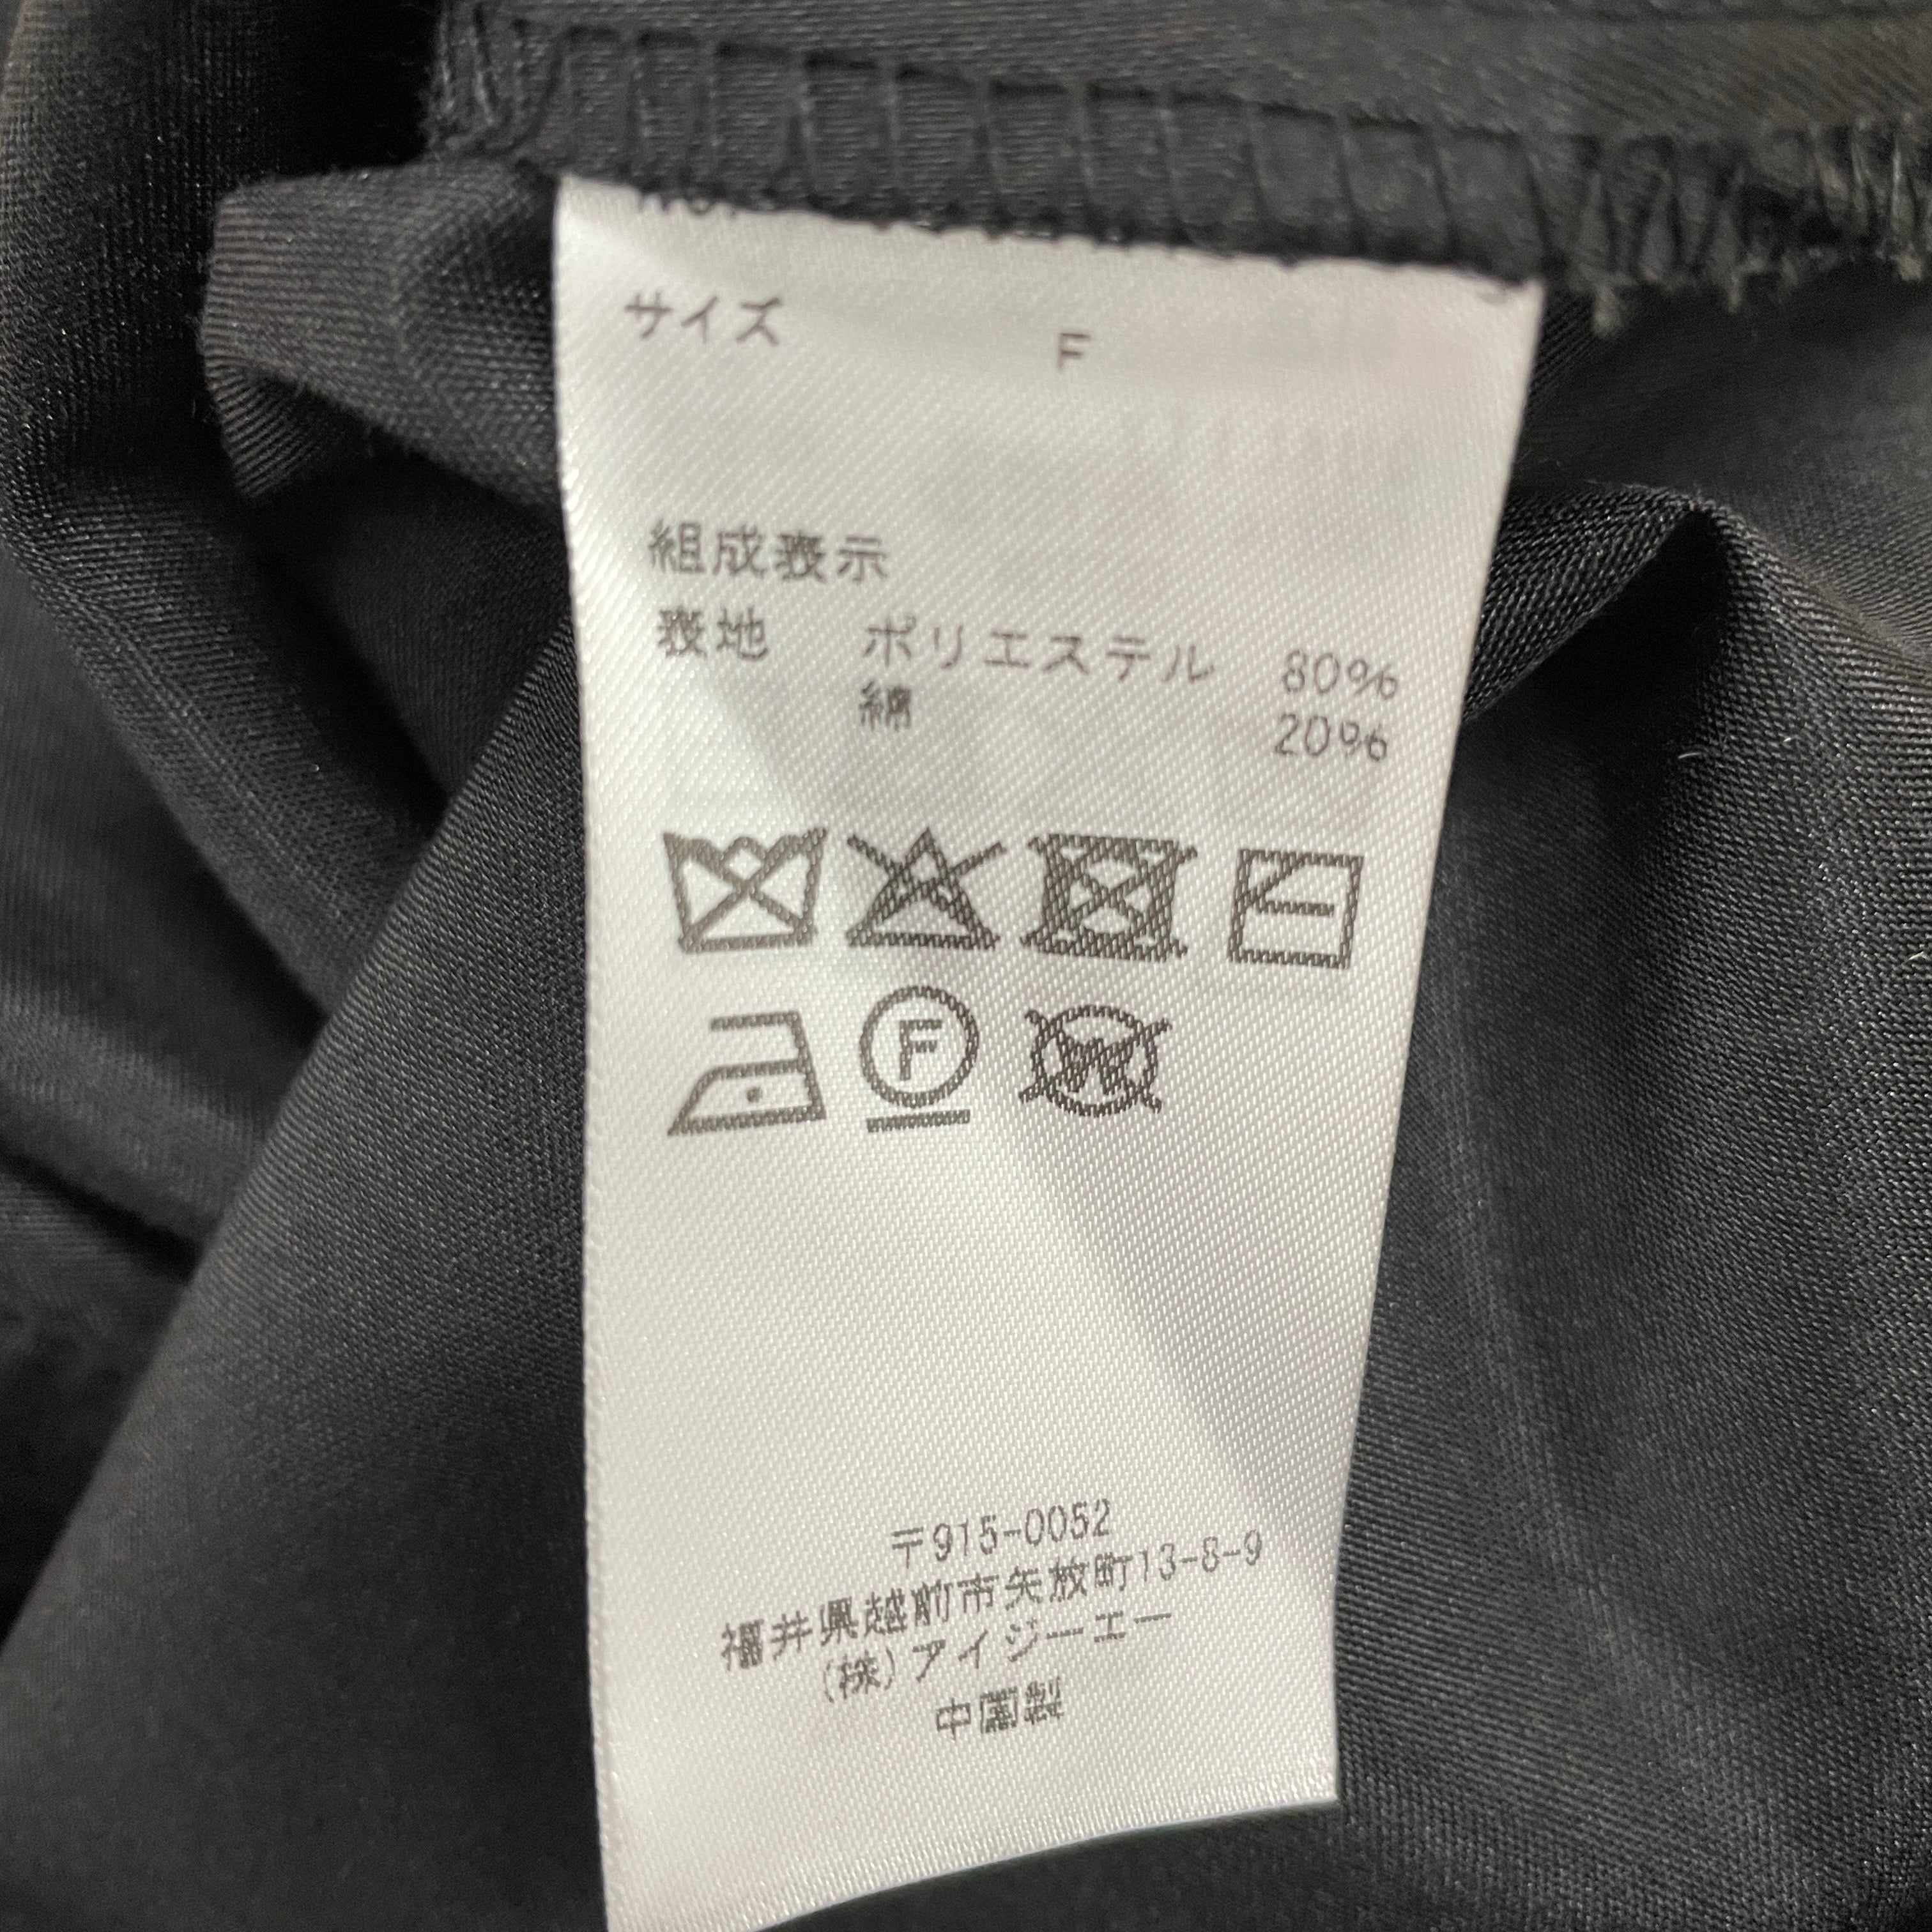 サイズ F
組成表示
表地 ポリエステル 80%
綿 20%
F
W
〒915-0052
福井県越前市矢放町13-8-9
(株)アイジーエー
中国製